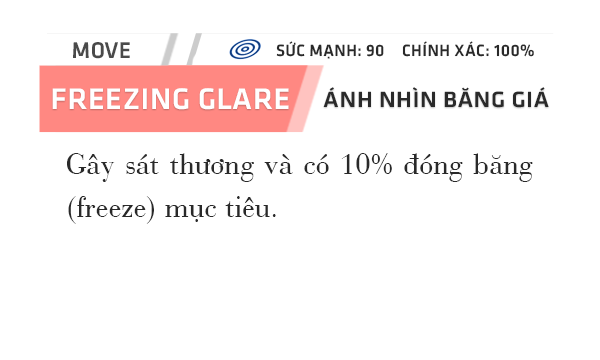 MOVE SỨC MẠNH: 90 CHÍNH XÁC: 100%
FREEZING GLARE ÁNH NHÌN BĂNG GIÁ
Gây sát thương và có 10% đóng băng
(freeze) mục tiêu.